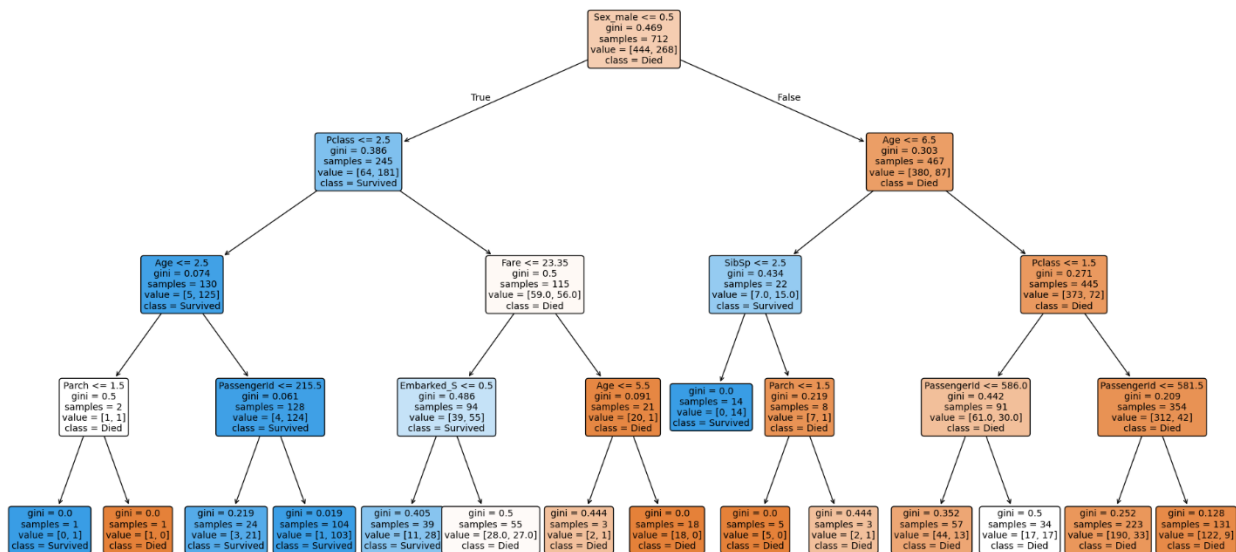 Sex_male <= 0.5
gini = 0.469
samples = 712
value = [444, 268]
class = Died
True
False
Pclass <= 2.5
gini = 0.386
samples = 245
value = [64, 181]
class = Survived
Age <= 6.5
gini = 0.303
samples = 467
value = [380, 87]
class = Died
Age <= 2.5
gini = 0.074
samples = 130
value = [5, 125]
class = Survived
Fare <= 23.35
gini = 0.5
samples = 115
value = [59.0, 56.0]
class = Died
SibSp <= 2.5
gini = 0.434
samples = 22
value = [7.0, 15.0]
class = Survived
Pclass <= 1.5
gini = 0.271
samples = 445
value = [373, 72]
class = Died
Parch <= 1.5
gini = 0.5
samples = 2
value = [1, 1]
class = Died
PassengerId <= 215.5
gini = 0.061
samples = 128
value = [4, 124]
class = Survived
Embarked_S <= 0.5
gini = 0.486
samples = 94
value = [39, 55]
class = Survived
Age <= 5.5
gini = 0.091
samples = 21
value = [20, 1]
class = Died
gini = 0.0
samples = 14
value = [0, 14]
class = Survived
Parch <= 1.5
gini = 0.219
samples = 8
value = [7, 1]
class = Died
PassengerId <= 586.0
gini = 0.442
samples = 91
value = [61.0, 30.0]
class = Died
PassengerId <= 581.5
gini = 0.209
samples = 354
value = [312, 42]
class = Died
gini = 0.0
samples = 1
value = [0, 1]
class = Survived
gini = 0.0
samples = 1
value = [1, 0]
class = Died
gini = 0.219
samples = 24
value = [3, 21]
class = Survived
gini = 0.019
samples = 104
value = [1, 103]
class = Survived
gini = 0.405
samples = 39
value = [11, 28]
class = Survived
gini = 0.5
samples = 55
value = [28.0, 27.0]
class = Died
gini = 0.444
samples = 3
value = [2, 1]
class = Died
gini = 0.0
samples = 18
value = [18, 0]
class = Died
gini = 0.0
samples = 5
value = [5, 0]
class = Died
gini = 0.444
samples = 3
value = [2, 1]
class = Died
gini = 0.352
samples = 57
value = [44, 13]
class = Died
gini = 0.5
samples = 34
value = [17, 17]
class = Died
gini = 0.252
samples = 223
value = [190, 33]
class = Died
gini = 0.128
samples = 131
value = [122, 9]
class = Died